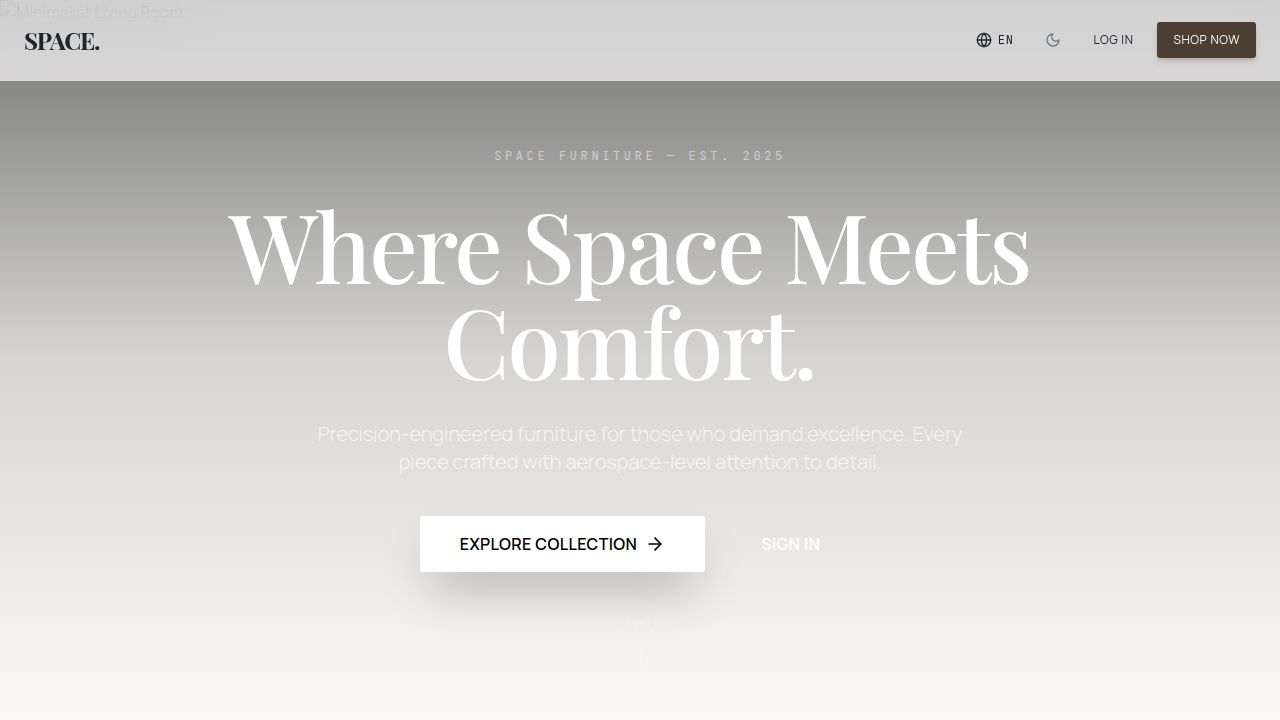 Minimalist Living Room
SPACE.
EN
LOG IN
SHOP NOW
SPACE FURNITURE — EST. 2025
Where Space Meets
Comfort.
Precision-engineered furniture for those who demand excellence. Every
piece crafted with aerospace-level attention to detail.
EXPLORE COLLECTION
SIGN IN